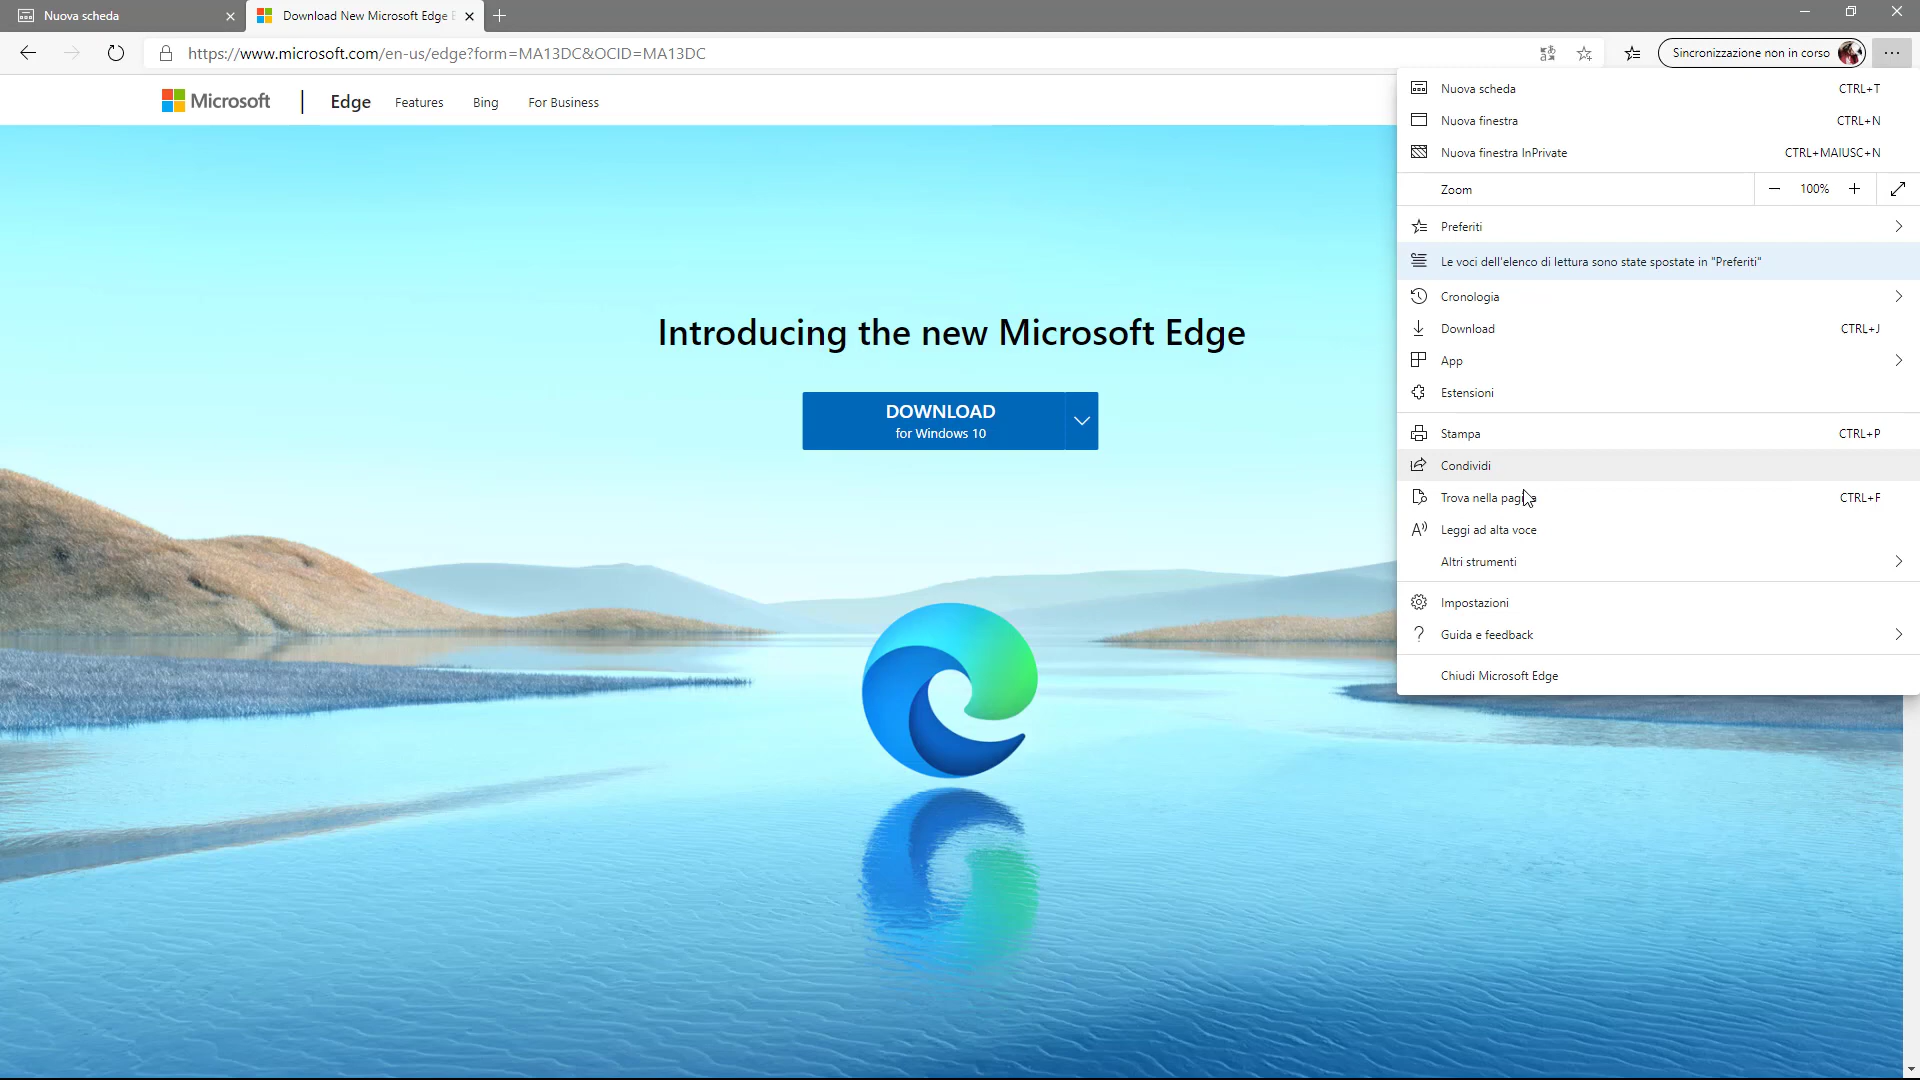 Nuova scheda
Download New Microsoft Edge
https://www.microsoft.com/en-us/edge?form=MA13DC&OCID=MA13DC
Sincronizzazione non in corso
Microsoft
Edge
Features
Bing
For Business
Introducing the new Microsoft Edge
DOWNLOAD
for Windows 10
Nuova scheda CTRL+T
Nuova finestra CTRL+N
Nuova finestra InPrivate CTRL+MAIUSC+N
Zoom 100%
Preferiti
Le voci dell'elenco di lettura sono state spostate in "Preferiti"
Cronologia
Download CTRL+J
App
Estensioni
Stampa CTRL+P
Condividi
Trova nella pagina CTRL+F
Leggi ad alta voce
Altri strumenti
Impostazioni
Guida e feedback
Chiudi Microsoft Edge